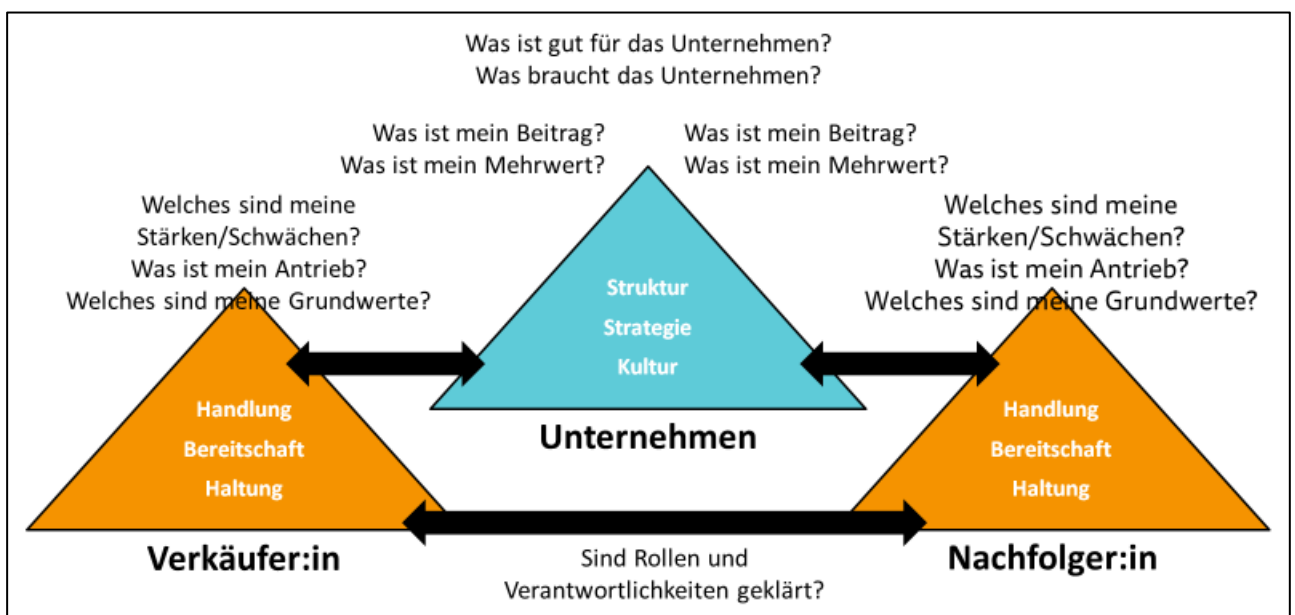 Was ist gut für das Unternehmen?
Was braucht das Unternehmen?
Was ist mein Beitrag?
Was ist mein Mehrwert?
Was ist mein Beitrag?
Was ist mein Mehrwert?
Welches sind meine
Stärken/Schwächen?
Was ist mein Antrieb?
Welches sind meine Grundwerte?
Welches sind meine
Stärken/Schwächen?
Was ist mein Antrieb?
Welches sind meine Grundwerte?
Struktur
Strategie
Kultur
Unternehmen
Handlung
Bereitschaft
Haltung
Verkäufer:in
Handlung
Bereitschaft
Haltung
Nachfolger:in
Sind Rollen und
Verantwortlichkeiten geklärt?